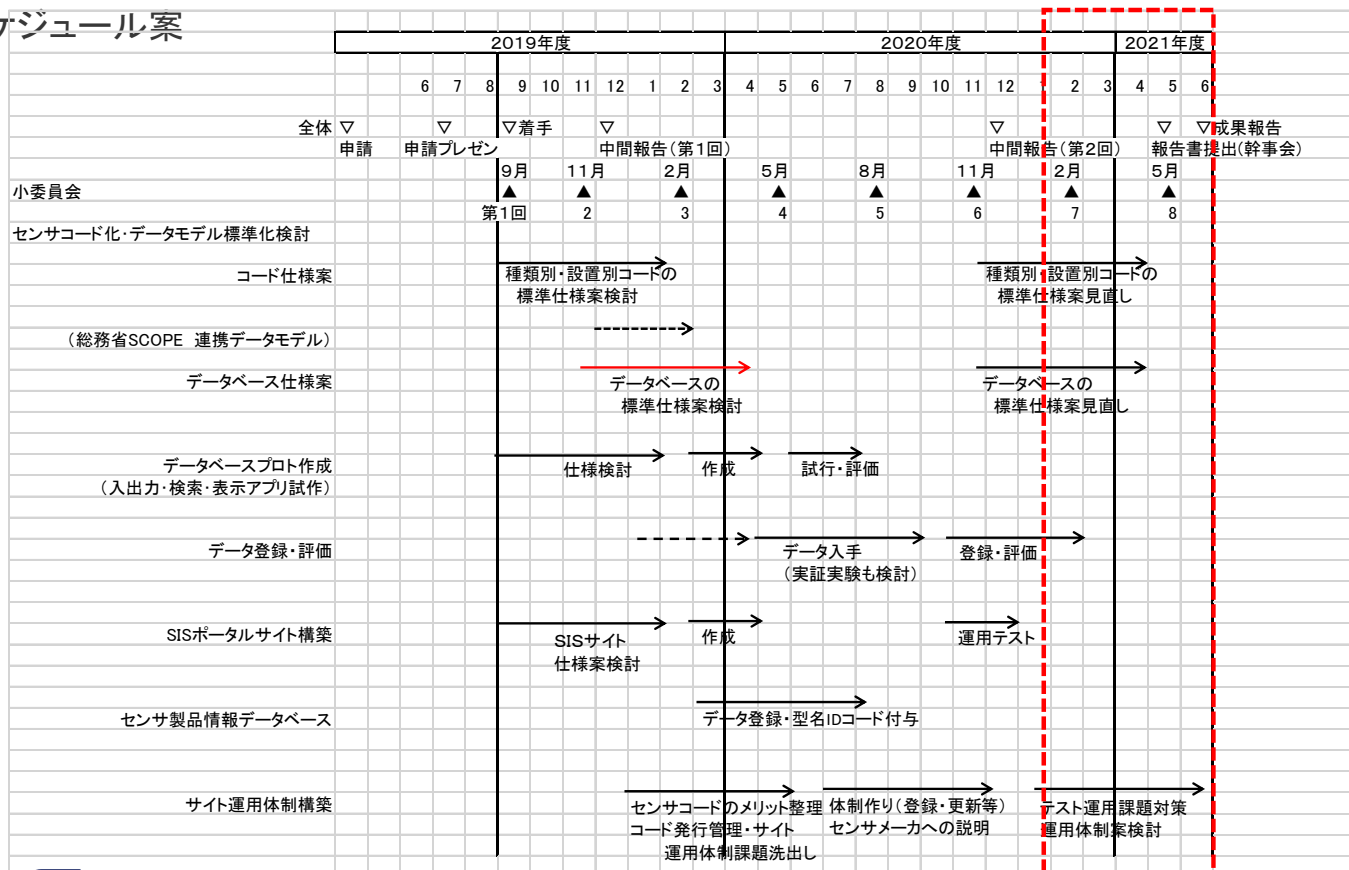 ケジュール案
2019年度 2020年度 2021年度
6 7 8 9 10 11 12 1 2 3 4 5 6 7 8 9 10 11 12 1 2 3 4 5 6
全体 ▽ ▽ ▽着手 ▽ ▽ ▽ ▽成果報告
申請 申請プレゼン 中間報告(第1回) 中間報告(第2回) 報告書提出(幹事会)
9月 11月 2月 5月 8月 11月 2月 5月
小委員会 ▲ ▲ ▲ ▲ ▲ ▲ ▲ ▲
第1回 2 3 4 5 6 7 8
センサコード化・データモデル標準化検討
コード仕様案 種類別・設置別コードの 種類別・設置別コードの
標準仕様案検討 標準仕様案見直し
(総務省SCOPE 連携データモデル)
データベース仕様案 データベースの データベースの
標準仕様案検討 標準仕様案見直し
データベースプロト作成 仕様検討 作成 試行・評価
(入出力・検索・表示アプリ試作)
データ登録・評価 データ入手 登録・評価
(実証実験も検討)
SISポータルサイト構築 SISサイト 作成 運用テスト
仕様案検討
センサ製品情報データベース データ登録・型名IDコード付与
サイト運用体制構築 センサコードのメリット整理 体制作り(登録・更新等) テスト運用課題対策
コード発行管理・サイト センサメーカへの説明 運用体制案検討
運用体制課題洗出し